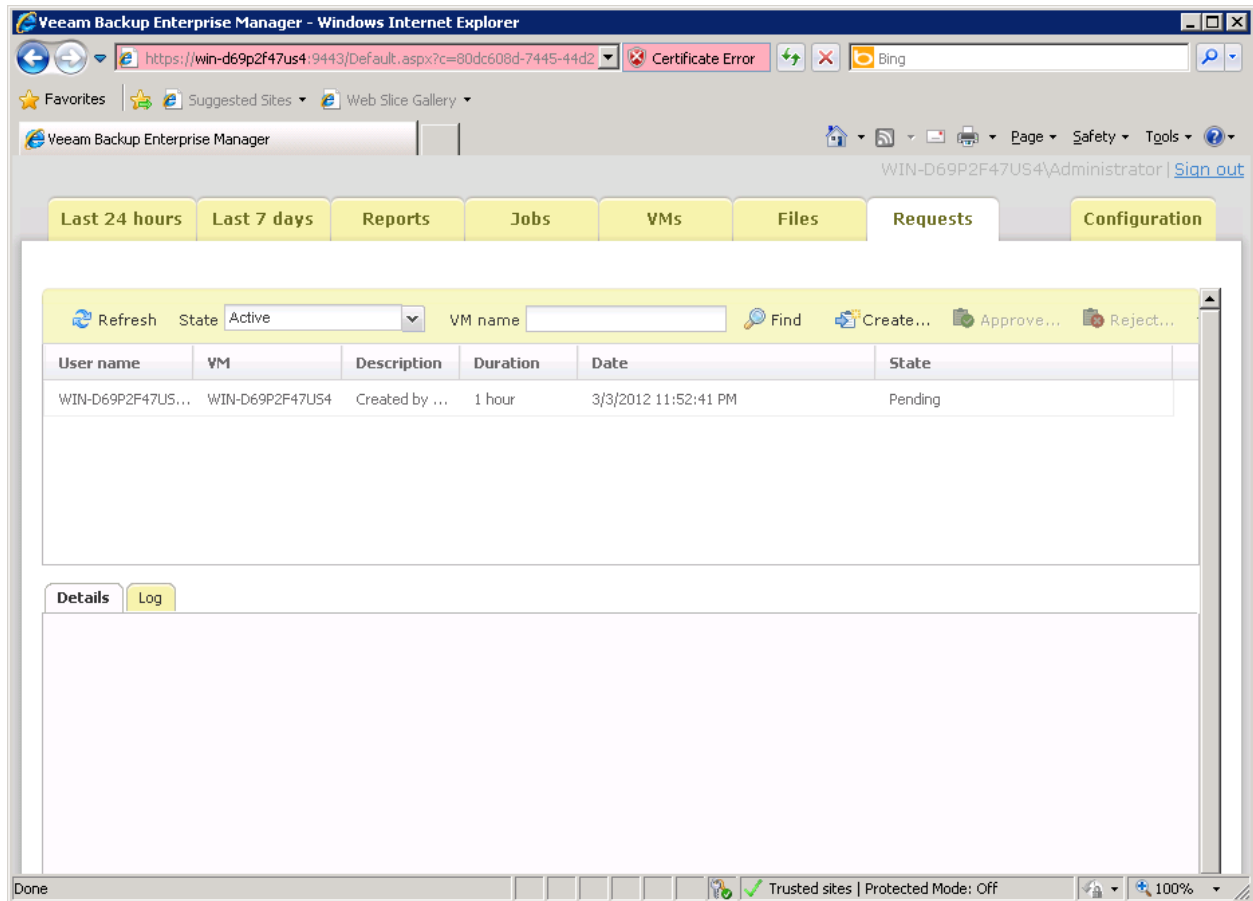 Veeam Backup Enterprise Manager - Windows Internet Explorer
https://win-d69p2f47us4:9443/Default.aspx?c=80dc608d-7445-44d2 Certificate Error Bing
Favorites Suggested Sites Web Slice Gallery
Veeam Backup Enterprise Manager Page Safety Tools
WIN-D69P2F47US4\Administrator | Sign out
Last 24 hours Last 7 days Reports Jobs VMs Files Requests Configuration
Refresh State Active VM name Find Create... Approve... Reject...
User name VM Description Duration Date State
WIN-D69P2F47US... WIN-D69P2F47US4 Created by ... 1 hour 3/3/2012 11:52:41 PM Pending
Details Log
Done Trusted sites | Protected Mode: Off 100%